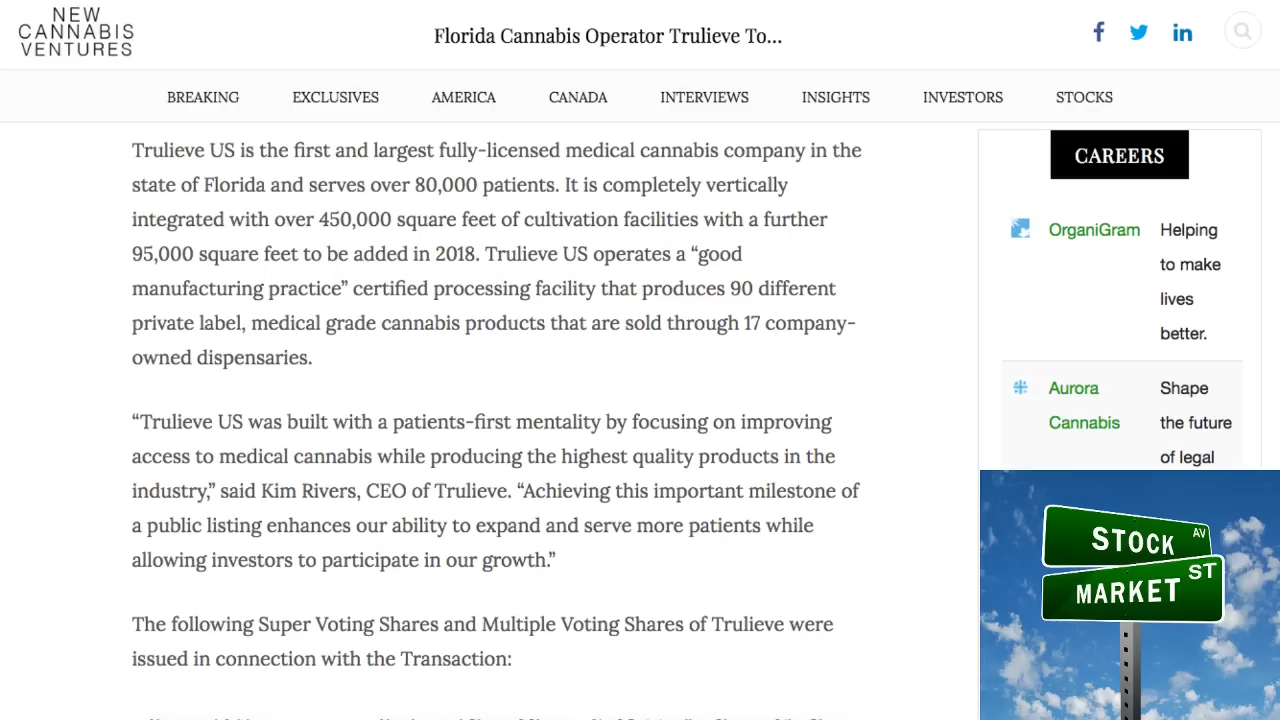 NEW
CANNABIS
VENTURES
Florida Cannabis Operator Trulieve To...
BREAKING EXCLUSIVES AMERICA CANADA INTERVIEWS INSIGHTS INVESTORS STOCKS
Trulieve US is the first and largest fully-licensed medical cannabis company in the
state of Florida and serves over 80,000 patients. It is completely vertically
integrated with over 450,000 square feet of cultivation facilities with a further
95,000 square feet to be added in 2018. Trulieve US operates a “good
manufacturing practice” certified processing facility that produces 90 different
private label, medical grade cannabis products that are sold through 17 company-
owned dispensaries.
“Trulieve US was built with a patients-first mentality by focusing on improving
access to medical cannabis while producing the highest quality products in the
industry,” said Kim Rivers, CEO of Trulieve. “Achieving this important milestone of
a public listing enhances our ability to expand and serve more patients while
allowing investors to participate in our growth.”
The following Super Voting Shares and Multiple Voting Shares of Trulieve were
issued in connection with the Transaction:
CAREERS
OrganiGram Helping
to make
lives
better.
Aurora Shape
Cannabis the future
of legal
STOCK AV
MARKET ST